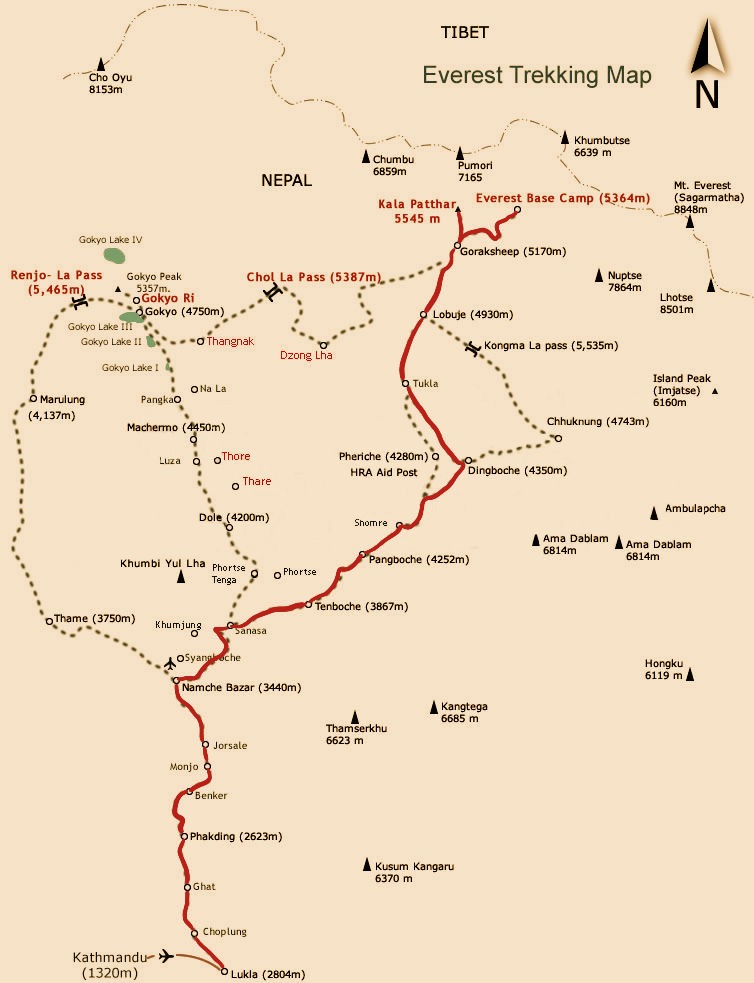 TIBET
Everest Trekking Map
N
Cho Oyu
8153m
Khumbutse
6639 m
Chumbu
6859m
Pumori
7165
NEPAL
Mt. Everest
(Sagarmatha)
8848m
Kala Patthar
5545 m
Everest Base Camp (5364m)
Gokyo Lake IV
Goraksheep (5170m)
Renjo- La Pass
(5,465m)
Gokyo Peak
5357m.
Chol La Pass (5387m)
Nuptse
7864m
Lhotse
8501m
Gokyo Ri
Gokyo (4750m)
Lobuje (4930m)
Gokyo Lake III
Gokyo Lake II
Thangnak
Dzong Lha
Kongma La pass (5,535m)
Gokyo Lake I
Na La
Tukla
Island Peak
(Imjatse)
6160m
Marulung
(4,137m)
Pangka
Machermo (4450m)
Chhuknung (4743m)
Luza
Thore
Thare
Pheriche (4280m)
HRA Aid Post
Dingboche (4350m)
Dole (4200m)
Shomre
Ambulapcha
Ama Dablam
6814m
Ama Dablam
6814m
Khumbi Yul Lha
Phortse
Tenga
Phortse
Pangboche (4252m)
Thame (3750m)
Tenboche (3867m)
Khumjung
Sanasa
Syangboche
Namche Bazar (3440m)
Hongku
6119 m
Thamserkhu
6623 m
Kangtega
6685 m
Jorsale
Monjo
Benker
Phakding (2623m)
Kusum Kangaru
6370 m
Ghat
Choplung
Kathmandu
(1320m)
Lukla (2804m)